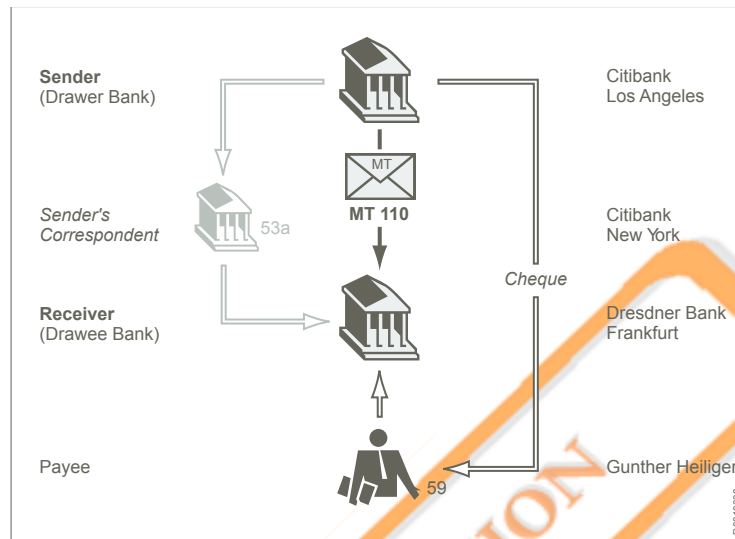 Sender
(Drawer Bank)
Citibank
Los Angeles
MT
MT 110
Sender's
Correspondent
53a
Citibank
New York
Cheque
Receiver
(Drawee Bank)
Dresdner Bank
Frankfurt
Payee
59
Gunther Heiliger
ION